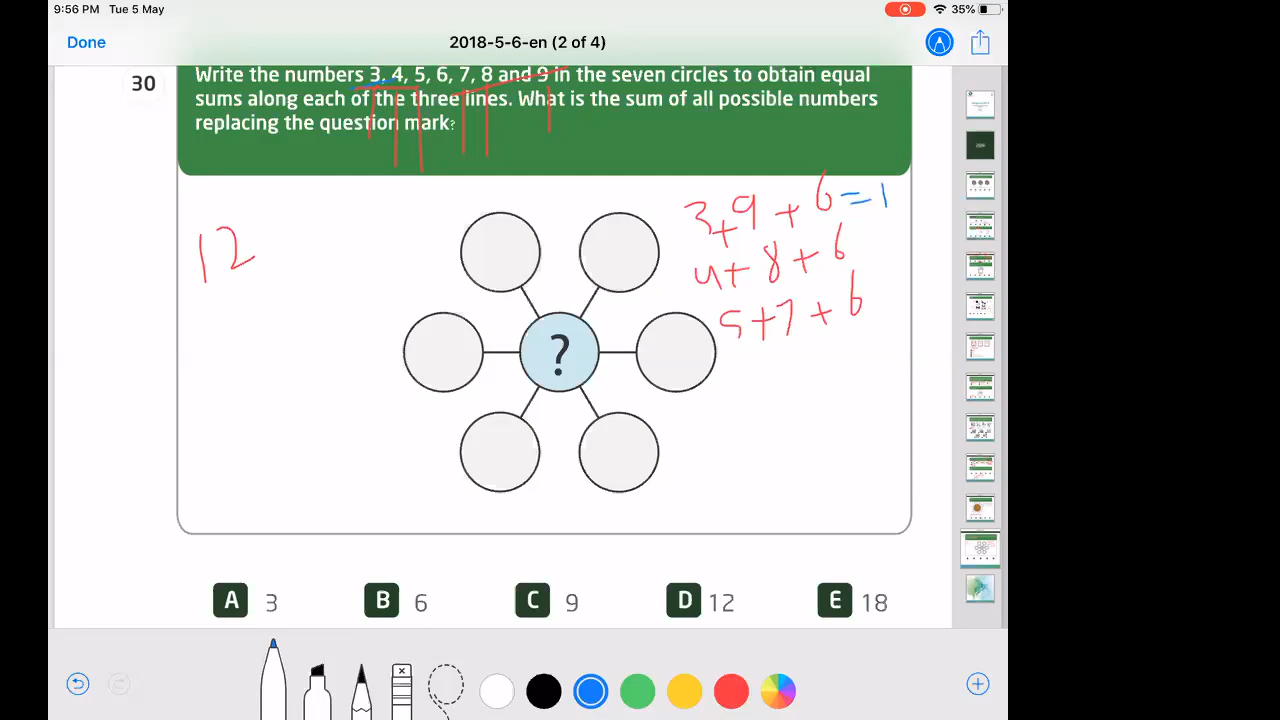 9:56 PM Tue 5 May
35%
Done
2018-5-6-en (2 of 4)
30
Write the numbers 3, 4, 5, 6, 7, 8 and 9 in the seven circles to obtain equal
sums along each of the three lines. What is the sum of all possible numbers
replacing the question mark?
12
3+9 + 6 = 1
4+ 8 + 6
5+7 + 6
?
A 3
B 6
C 9
D 12
E 18